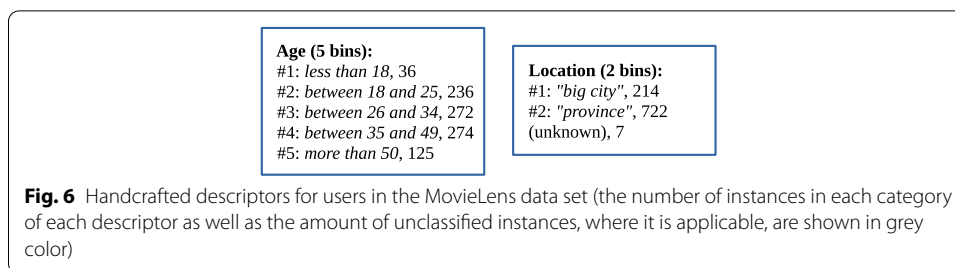 Age (5 bins):
#1: less than 18, 36
#2: between 18 and 25, 236
#3: between 26 and 34, 272
#4: between 35 and 49, 274
#5: more than 50, 125
Location (2 bins):
#1: "big city", 214
#2: "province", 722
(unknown), 7
Fig. 6 Handcrafted descriptors for users in the MovieLens data set (the number of instances in each category
of each descriptor as well as the amount of unclassified instances, where it is applicable, are shown in grey
color)